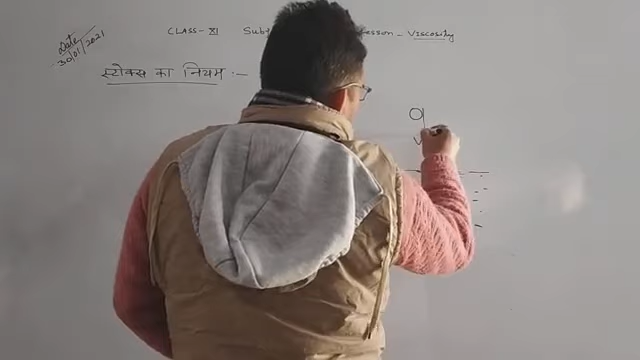 Date
30/01/2021
CLASS-XI Sub Lesson - Viscosity
स्टोक्स का नियम :-